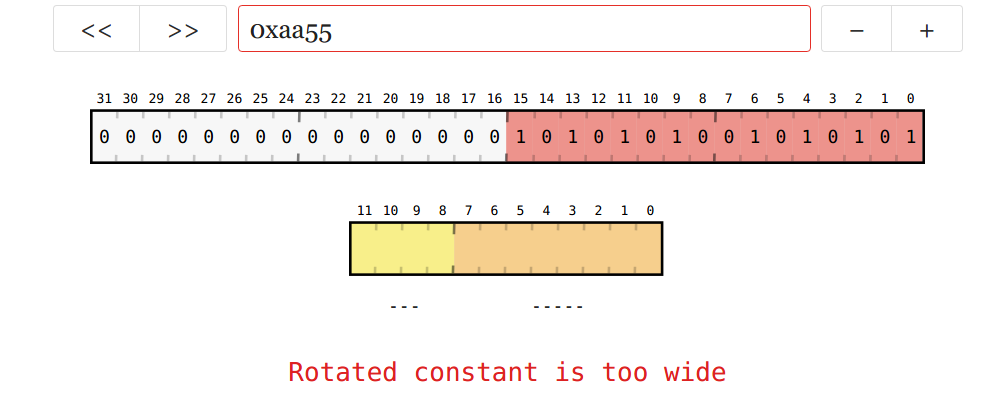 << >> 0xaa55 − +
31 30 29 28 27 26 25 24 23 22 21 20 19 18 17 16 15 14 13 12 11 10 9 8 7 6 5 4 3 2 1 0
0 0 0 0 0 0 0 0 0 0 0 0 0 0 0 0 1 0 1 0 1 0 1 0 0 1 0 1 0 1 0 1
11 10 9 8 7 6 5 4 3 2 1 0
--- -----
Rotated constant is too wide